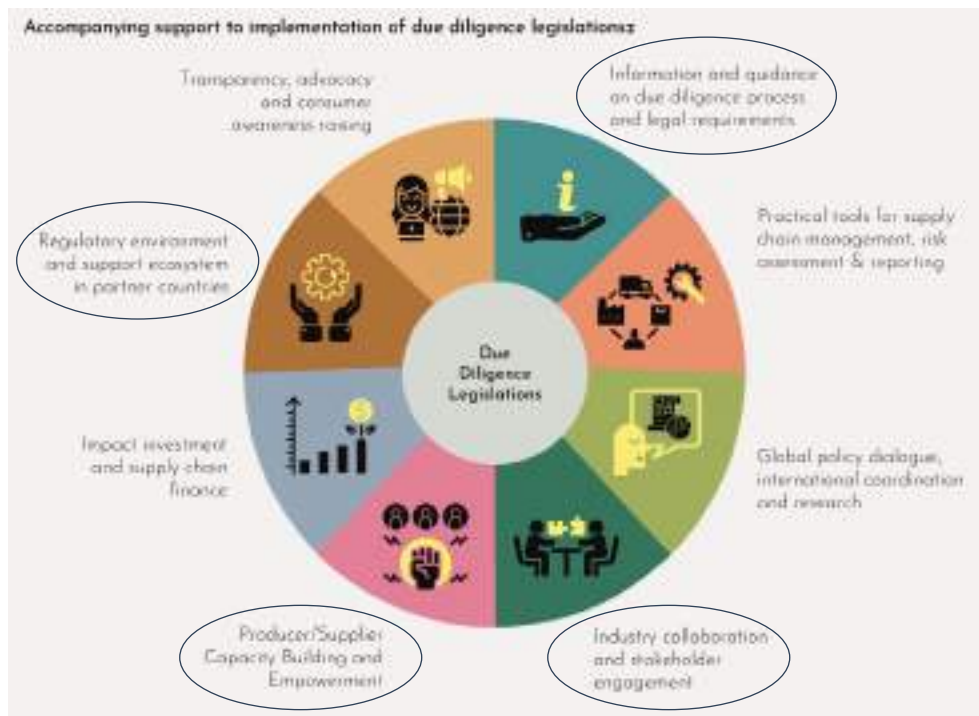 Accompanying support to implementation of due diligence legislations:
Transparency, advocacy
and consumer
awareness raising
Information and guidance
on due diligence process
and legal requirements
Practical tools for supply
chain management, risk
assessment & reporting
Global policy dialogue,
international coordination
and research
Industry collaboration
and stakeholder
engagement
Producer/Supplier
Capacity Building and
Empowerment
Impact investment
and supply chain
finance
Regulatory environment
and support ecosystem
in partner countries
Due
Diligence
Legislations